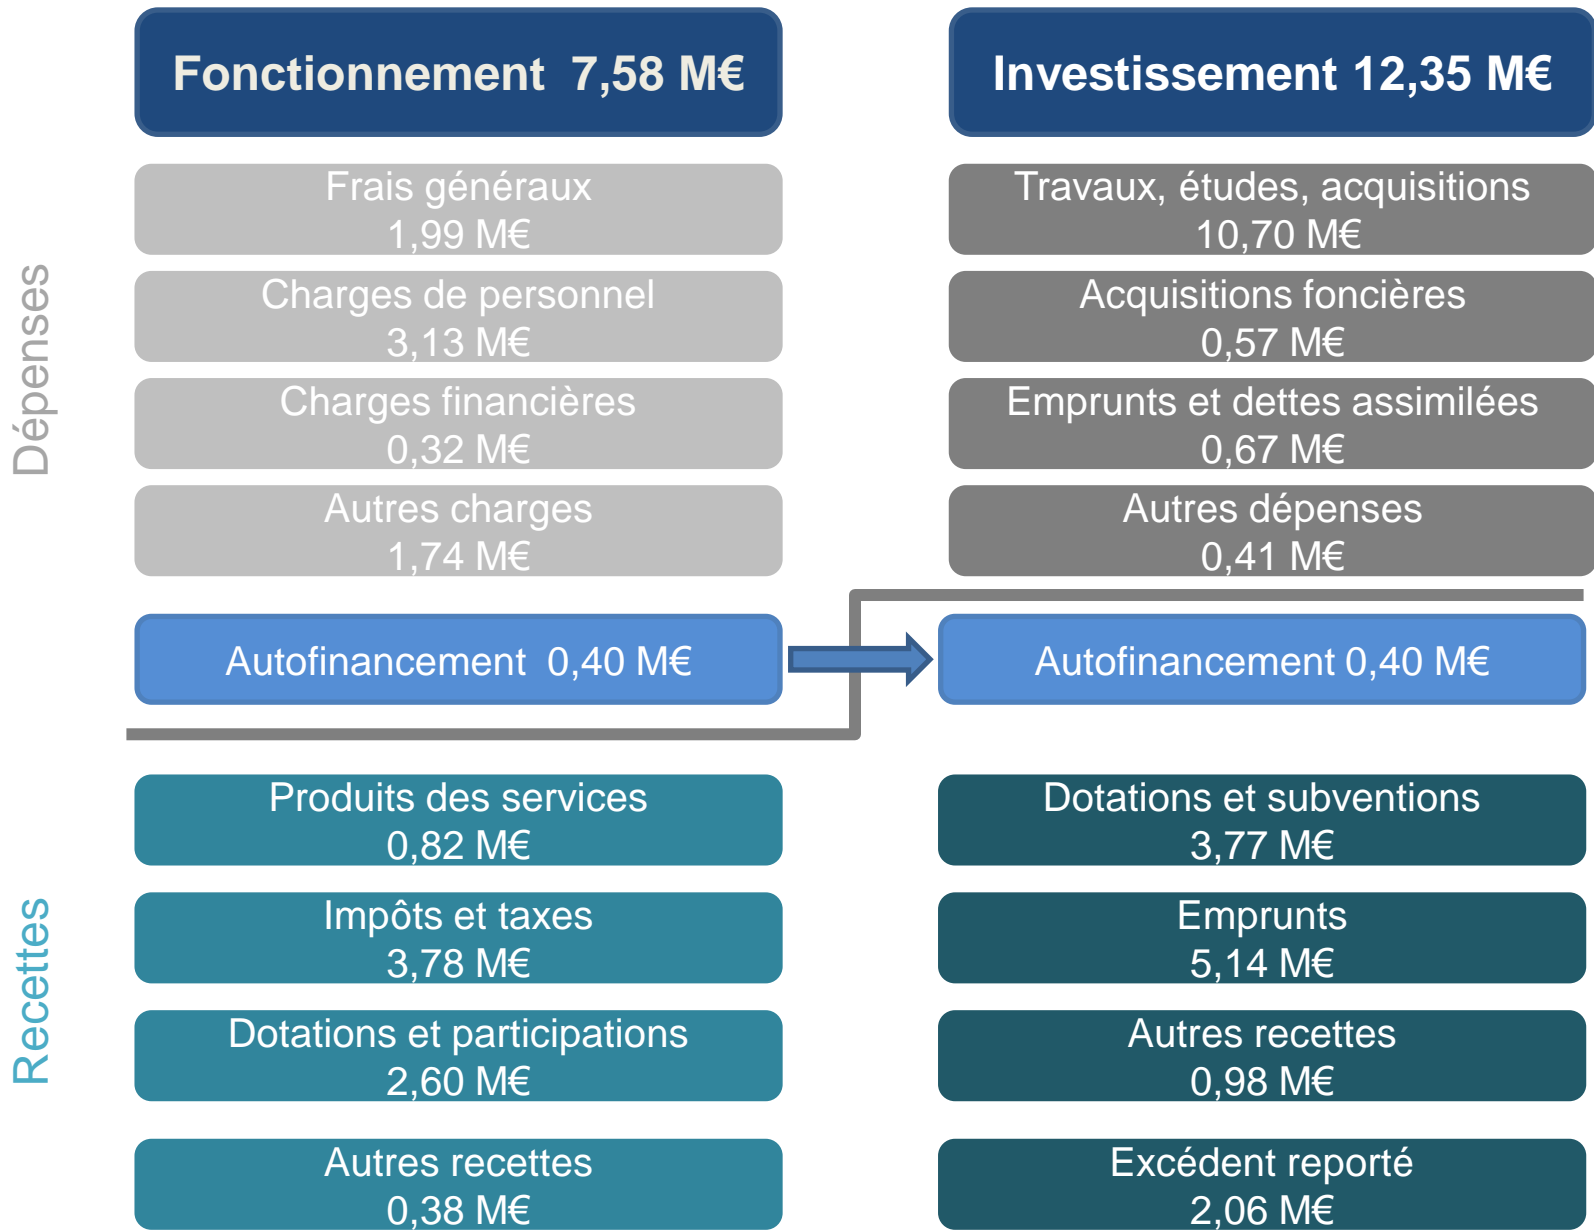 Fonctionnement 7,58 M€
Investissement 12,35 M€
Dépenses
Frais généraux
1,99 M€
Charges de personnel
3,13 M€
Charges financières
0,32 M€
Autres charges
1,74 M€
Travaux, études, acquisitions
10,70 M€
Acquisitions foncières
0,57 M€
Emprunts et dettes assimilées
0,67 M€
Autres dépenses
0,41 M€
Autofinancement 0,40 M€
Autofinancement 0,40 M€
Recettes
Produits des services
0,82 M€
Impôts et taxes
3,78 M€
Dotations et participations
2,60 M€
Autres recettes
0,38 M€
Dotations et subventions
3,77 M€
Emprunts
5,14 M€
Autres recettes
0,98 M€
Excédent reporté
2,06 M€